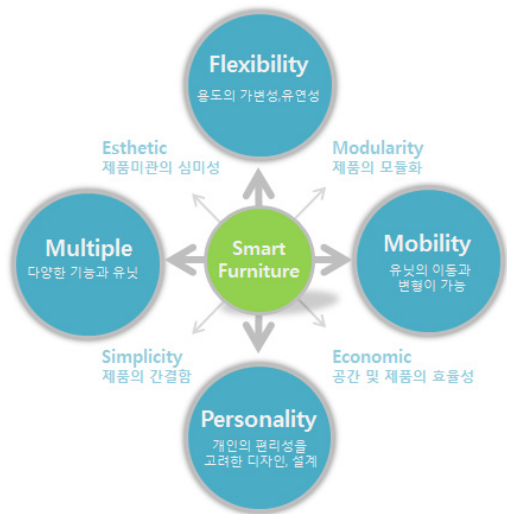 Flexibility
용도의 가변성,유연성
Esthetic
제품미관의 심미성
Modularity
제품의 모듈화
Multiple
다양한 기능과 유닛
Smart
Furniture
Mobility
유닛의 이동과
변형이 가능
Simplicity
제품의 간결함
Economic
공간 및 제품의 효율성
Personality
개인의 편리성을
고려한 디자인, 설계